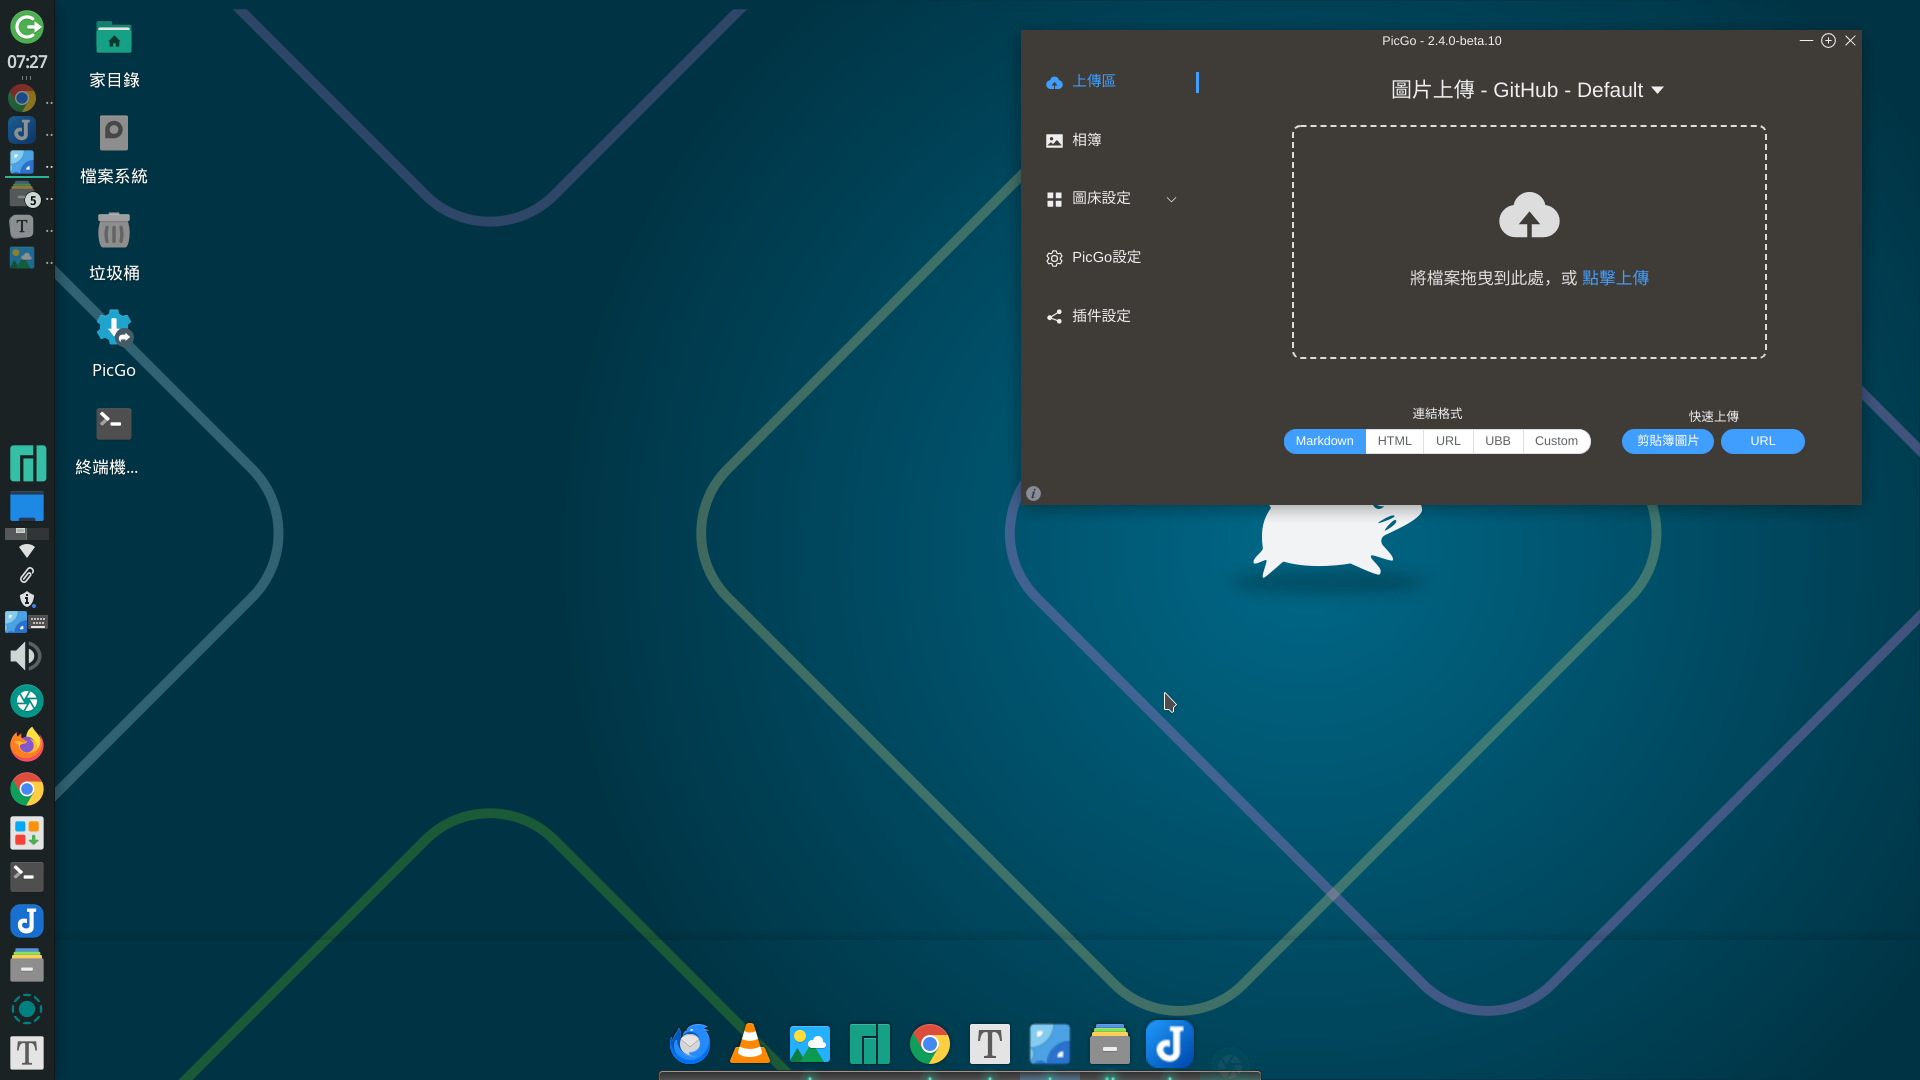 07:27
5
家目錄
檔案系統
垃圾桶
PicGo
終端機...
PicGo - 2.4.0-beta.10
上傳區
相簿
圖床設定
PicGo設定
插件設定
圖片上傳 - GitHub - Default
將檔案拖曳到此處，或 點擊上傳
連結格式
Markdown HTML URL UBB Custom
快速上傳
剪貼簿圖片 URL